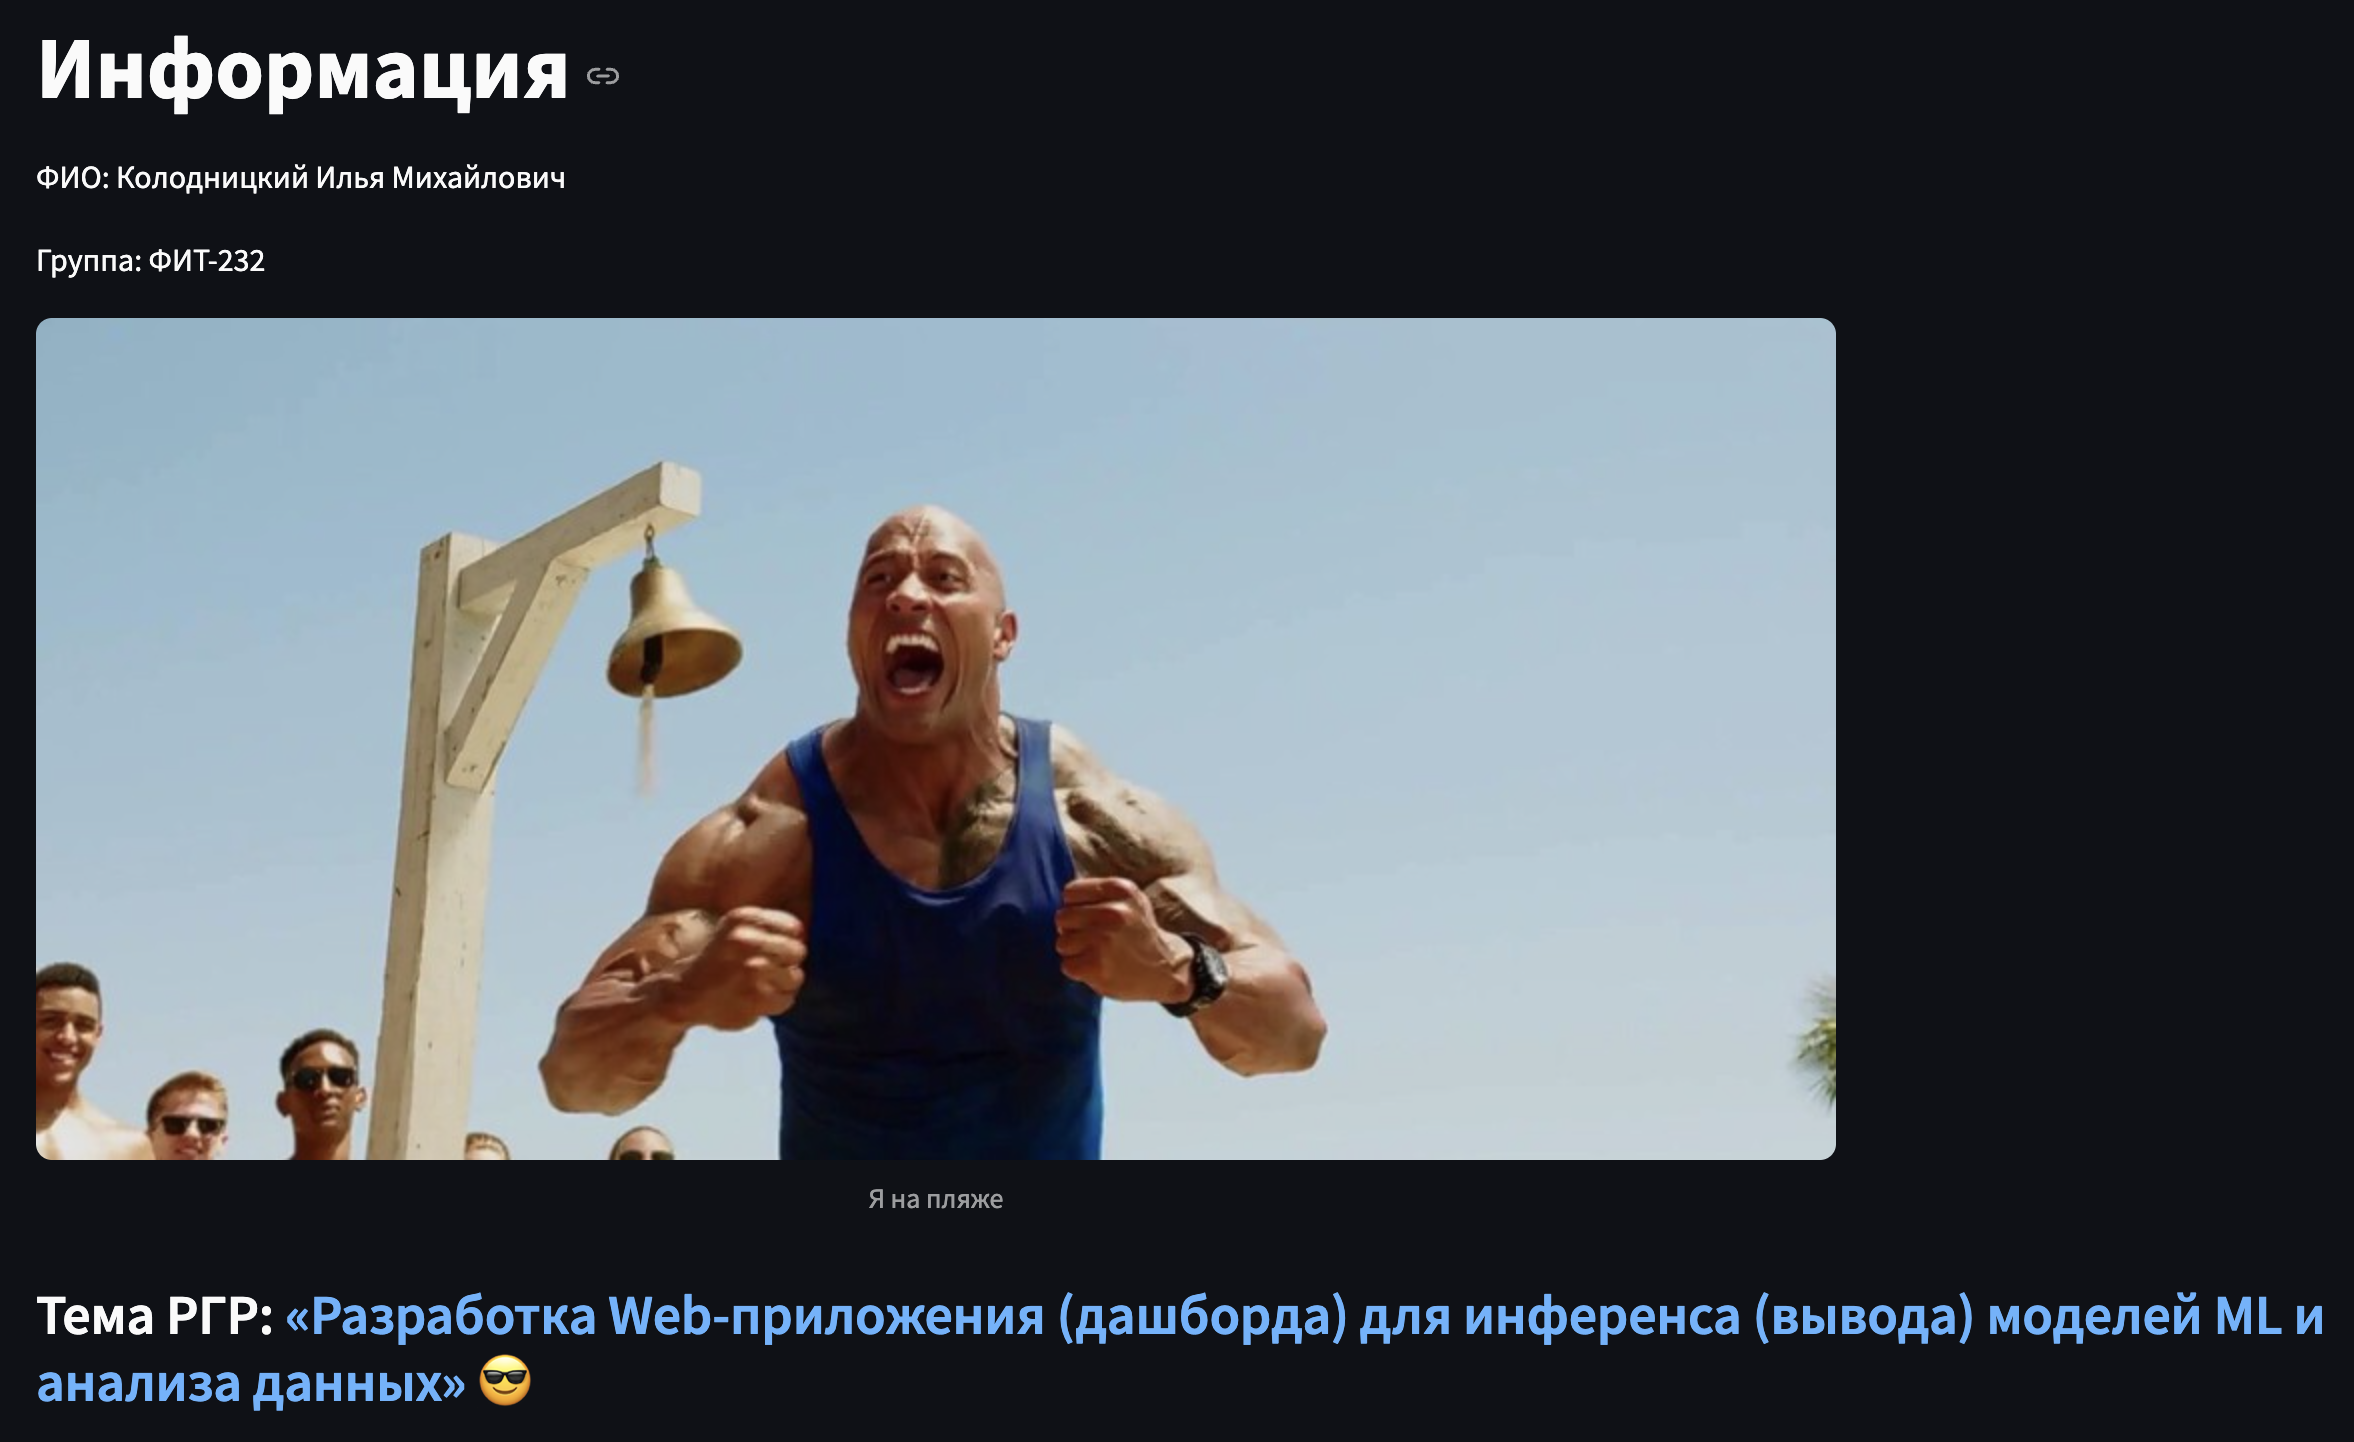 Информация
ФИО: Колодницкий Илья Михайлович
Группа: ФИТ-232
Я на пляже
Тема РГР: «Разработка Web-приложения (дашборда) для инференса (вывода) моделей ML и
анализа данных» 😎